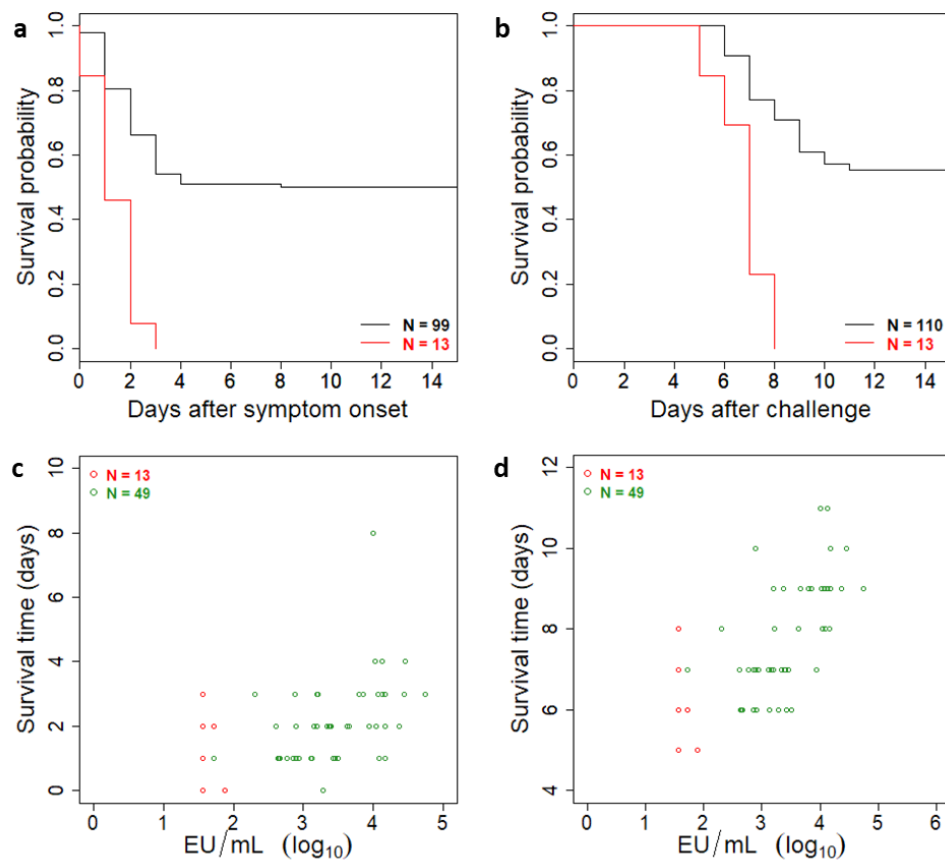 a
Survival probability
1.0
0.8
0.6
0.4
0.2
0.0
N = 99
N = 13
0 2 4 6 8 10 12 14
Days after symptom onset
b
Survival probability
1.0
0.8
0.6
0.4
0.2
0.0
N = 110
N = 13
0 2 4 6 8 10 12 14
Days after challenge
c
Survival time (days)
10
8
6
4
2
0
N = 13
N = 49
0 1 2 3 4 5
EU/mL (log10)
d
Survival time (days)
12
10
8
6
4
N = 13
N = 49
0 1 2 3 4 5 6
EU/mL (log10)